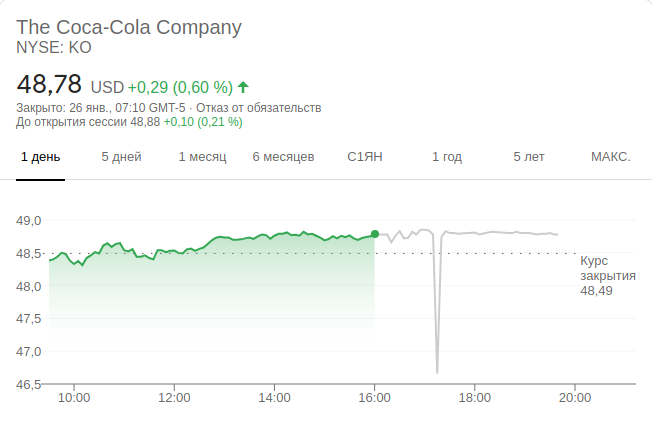 The Coca-Cola Company
NYSE: KO
48,78 USD +0,29 (0,60 %)
Закрыто: 26 янв., 07:10 GMT-5 · Отказ от обязательств
До открытия сессии 48,88 +0,10 (0,21 %)
1 день 5 дней 1 месяц 6 месяцев С1ЯН 1 год 5 лет МАКС.
49,0
48,5
Курс
закрытия
48,49
48,0
47,5
47,0
46,5
10:00 12:00 14:00 16:00 18:00 20:00